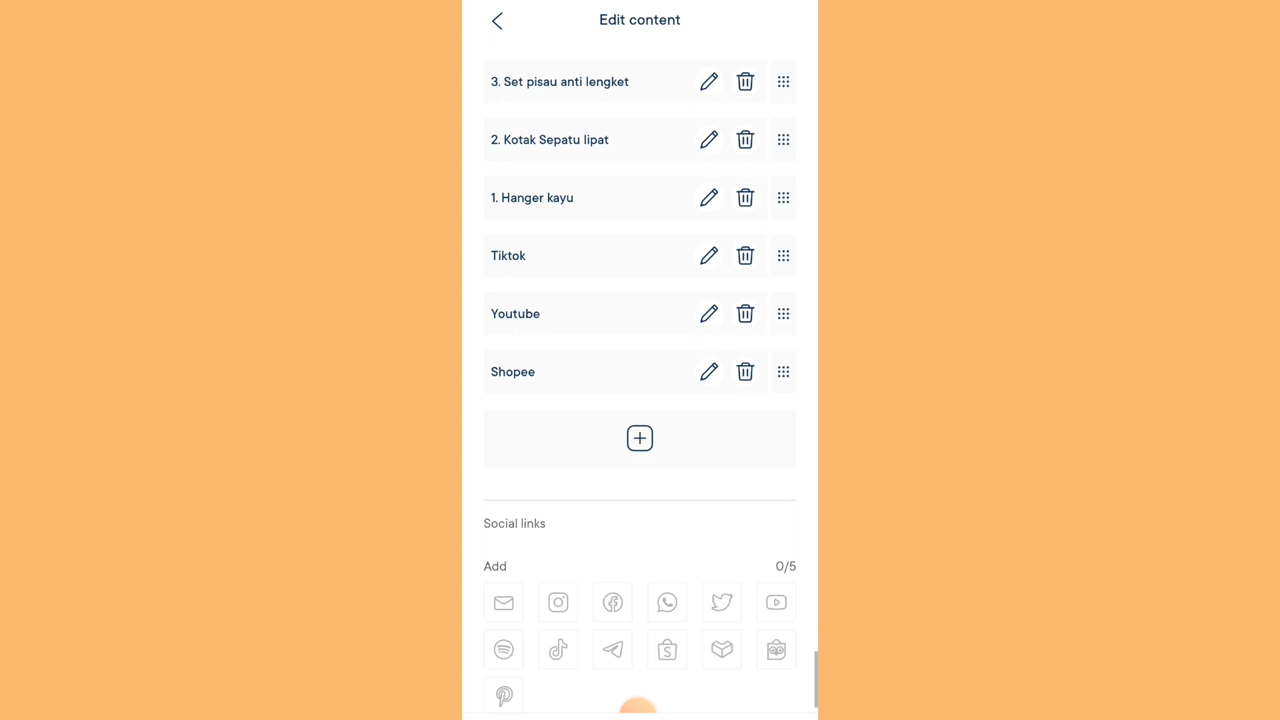 Edit content
3. Set pisau anti lengket
2. Kotak Sepatu lipat
1. Hanger kayu
Tiktok
Youtube
Shopee
Social links
Add 0/5